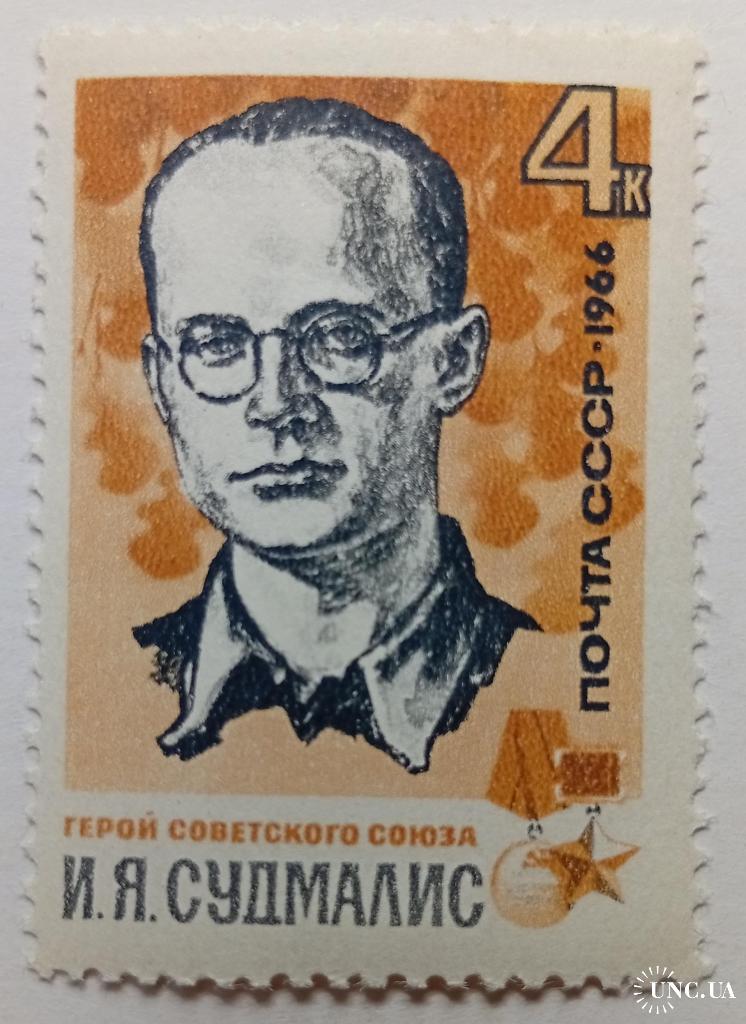 4к
ПОЧТА СССР·1966
ГЕРОЙ СОВЕТСКОГО СОЮЗА
И.Я.СУДМАЛИС
UNC.UA